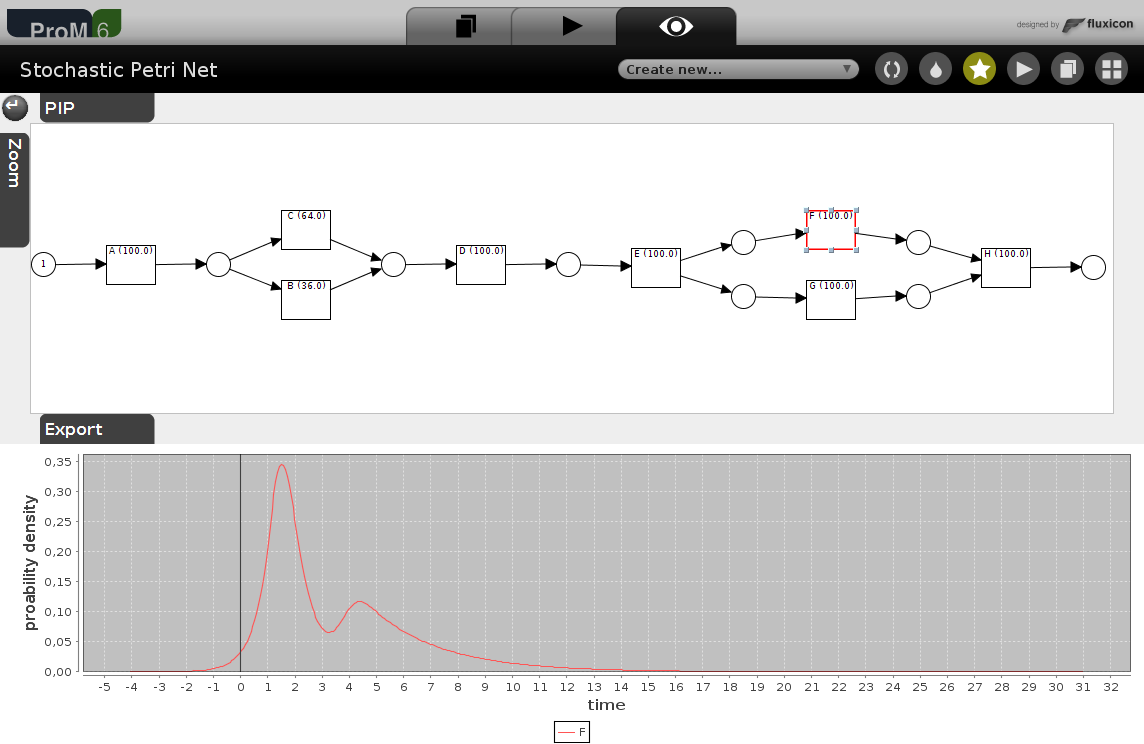 ProM 6
designed by fluxicon
Stochastic Petri Net
Create new...
PIP
Zoom
C (64.0)
F (100.0)
A (100.0)
D (100.0)
E (100.0)
H (100.0)
1
B (36.0)
G (100.0)
Export
0,35
0,30
0,25
0,20
0,15
0,10
0,05
0,00
proability density
-5 -4 -3 -2 -1 0 1 2 3 4 5 6 7 8 9 10 11 12 13 14 15 16 17 18 19 20 21 22 23 24 25 26 27 28 29 30 31 32
time
F